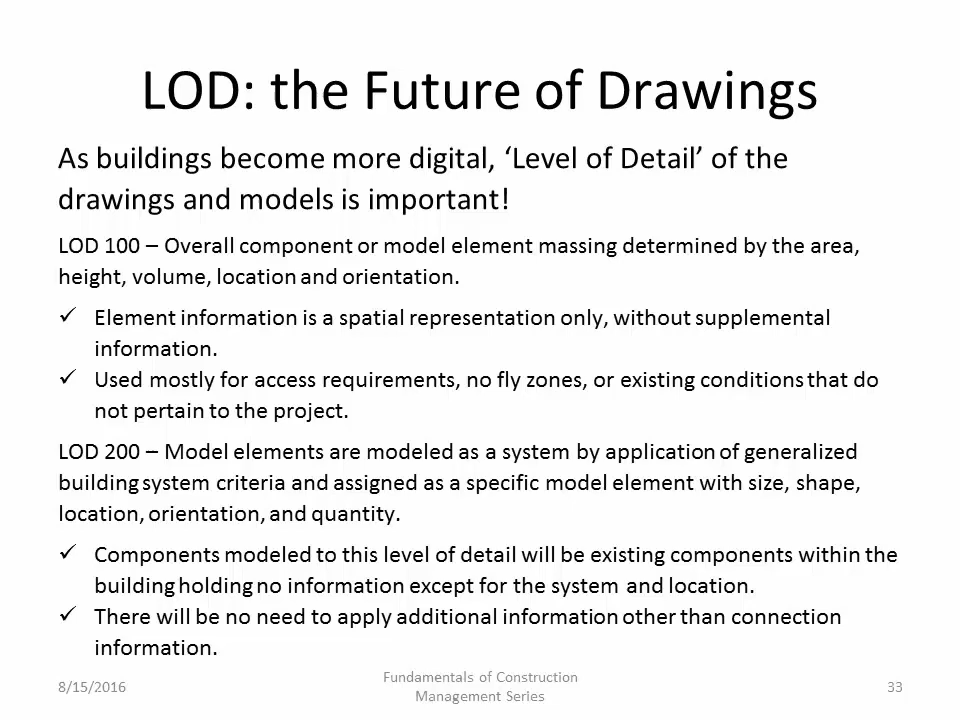 LOD: the Future of Drawings
As buildings become more digital, ‘Level of Detail’ of the
drawings and models is important!
LOD 100 – Overall component or model element massing determined by the area,
height, volume, location and orientation.
✓ Element information is a spatial representation only, without supplemental
information.
✓ Used mostly for access requirements, no fly zones, or existing conditions that do
not pertain to the project.
LOD 200 – Model elements are modeled as a system by application of generalized
building system criteria and assigned as a specific model element with size, shape,
location, orientation, and quantity.
✓ Components modeled to this level of detail will be existing components within the
building holding no information except for the system and location.
✓ There will be no need to apply additional information other than connection
information.
8/15/2016
Fundamentals of Construction
Management Series
33